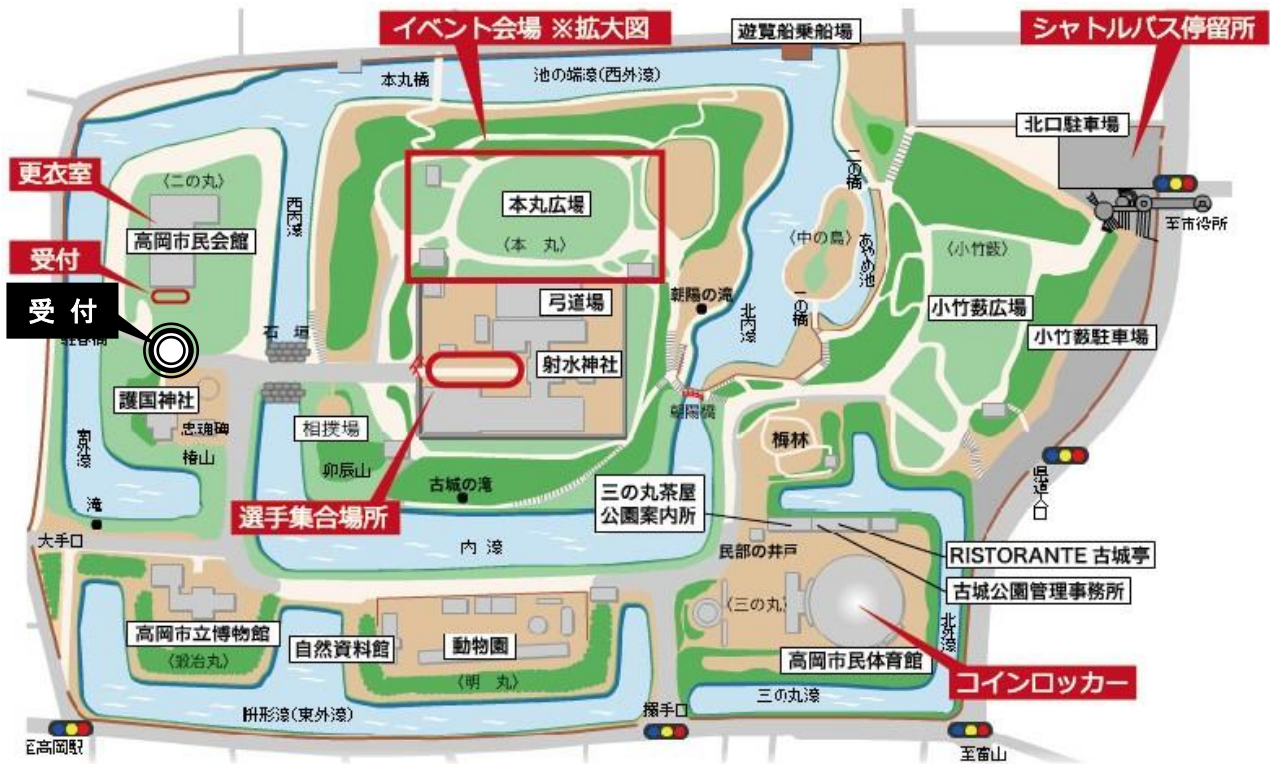 イベント会場 ※拡大図
遊覧船乗船場
シャトルバス停留所
本丸橋
池の端濠(西外濠)
北口駐車場
更衣室
〈二の丸〉
西内濠
本丸広場
〈本 丸〉
二の橋
〈中の島〉
あやめ池
〈小竹藪〉
至市役所
高岡市民会館
受付
受 付
弓道場
朝陽の滝
北内濠
一の橋
小竹藪広場
小竹藪駐車場
石 垣
射水神社
護国神社
忠魂碑
相撲場
朝陽橋
梅林
南外濠
椿山
卯辰山
古城の滝
三の丸茶屋
公園案内所
県道入口
滝
選手集合場所
大手口
内 濠
民部の井戸
RISTORANTE 古城亭
古城公園管理事務所
〈三の丸〉
北外濠
高岡市立博物館
〈鍛冶丸〉
自然資料館
動物園
〈明 丸〉
高岡市民体育館
コインロッカー
三の丸濠
枡形濠(東外濠)
搦手口
至高岡駅
至富山